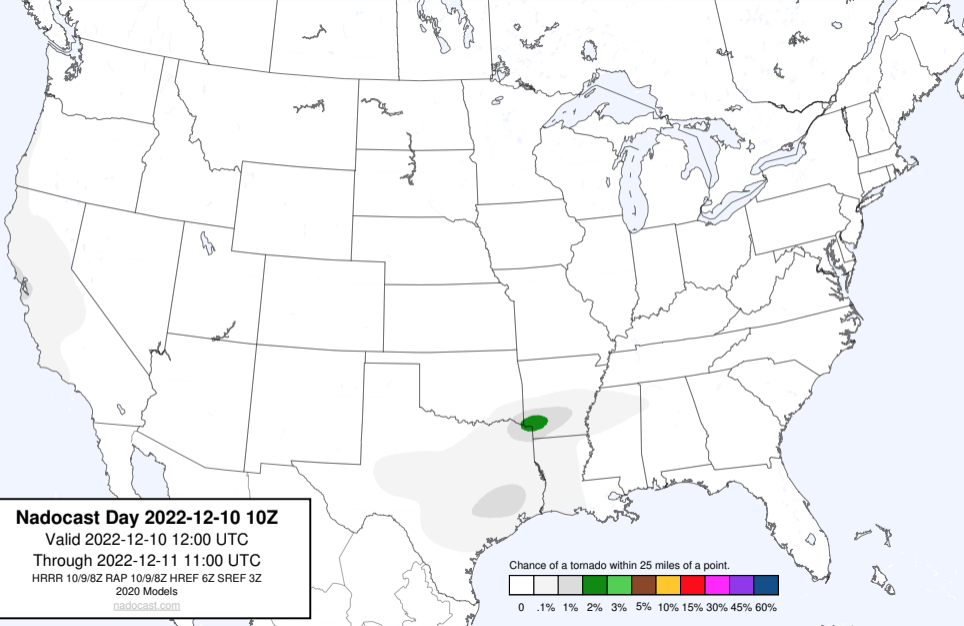 Nadocast Day 2022-12-10 10Z
Valid 2022-12-10 12:00 UTC
Through 2022-12-11 11:00 UTC
HRRR 10/9/8Z RAP 10/9/8Z HREF 6Z SREF 3Z
2020 Models
nadocast.com
Chance of a tornado within 25 miles of a point.
0 .1% 1% 2% 3% 5% 10% 15% 30% 45% 60%